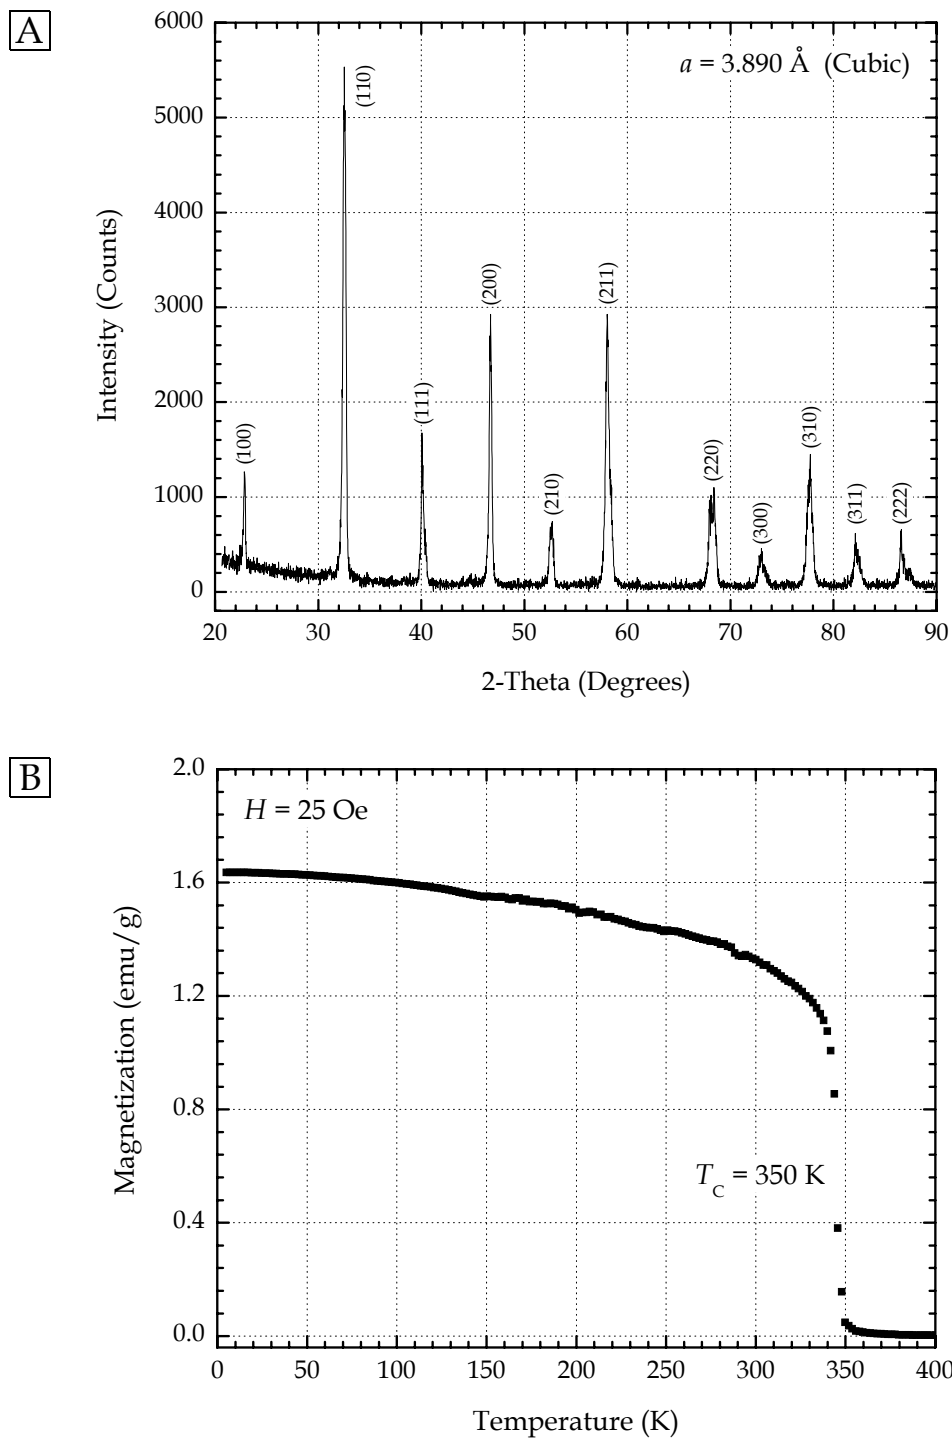 A
6000
5000
4000
3000
2000
1000
0
Intensity (Counts)
a = 3.890 Å (Cubic)
(100)
(110)
(111)
(200)
(210)
(211)
(220)
(300)
(310)
(311)
(222)
20 30 40 50 60 70 80 90
2-Theta (Degrees)
B
2.0
1.6
1.2
0.8
0.4
0.0
Magnetization (emu/g)
H = 25 Oe
T_C = 350 K
0 50 100 150 200 250 300 350 400
Temperature (K)